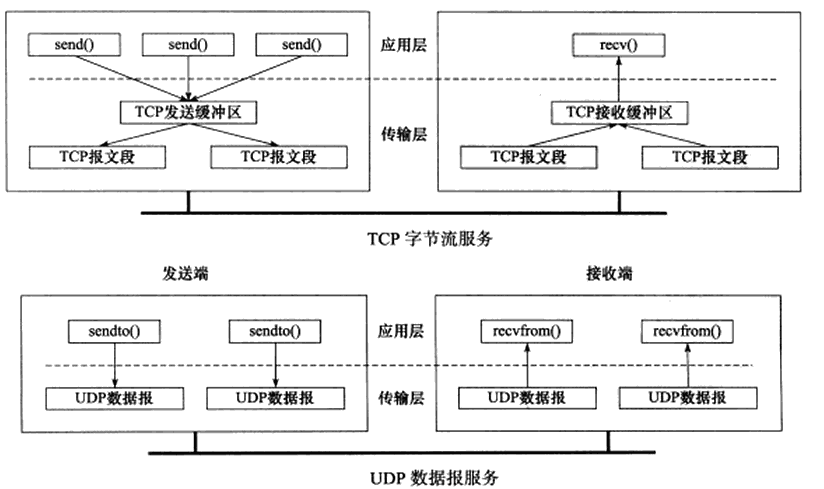 send() send() send() 应用层 recv()
TCP发送缓冲区 TCP接收缓冲区
传输层
TCP报文段 TCP报文段 TCP报文段 TCP报文段
TCP 字节流服务
发送端 接收端
sendto() sendto() 应用层 recvfrom() recvfrom()
UDP数据报 UDP数据报 传输层 UDP数据报 UDP数据报
UDP 数据报服务